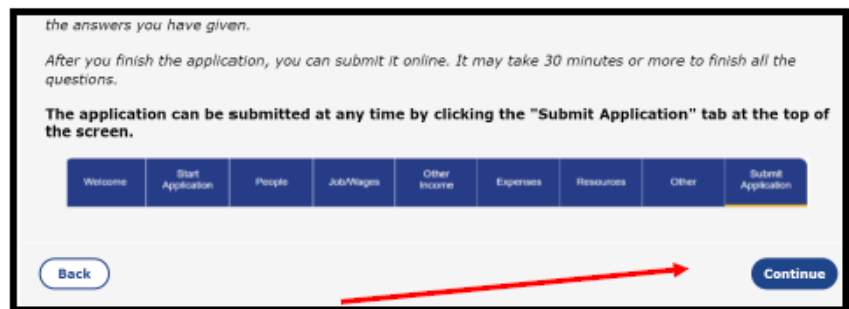 the answers you have given.
After you finish the application, you can submit it online. It may take 30 minutes or more to finish all the
questions.
The application can be submitted at any time by clicking the "Submit Application" tab at the top of
the screen.
Welcome
Start
Application
People
Job/Wages
Other
Income
Expenses
Resources
Other
Submit
Application
Back
Continue